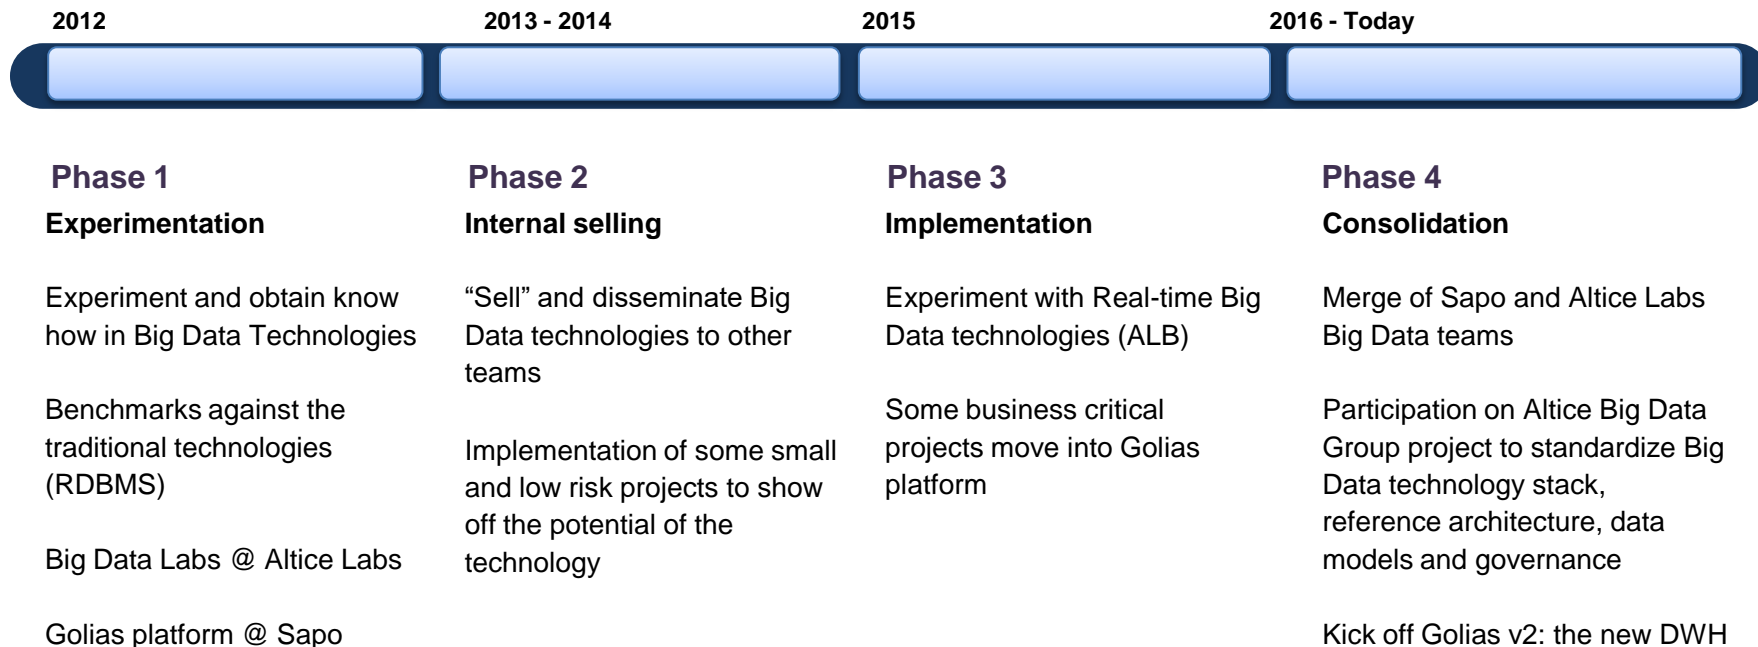 2012
2013 - 2014
2015
2016 - Today
Phase 1
Experimentation
Experiment and obtain know
how in Big Data Technologies
Benchmarks against the
traditional technologies
(RDBMS)
Big Data Labs @ Altice Labs
Golias platform @ Sapo
Phase 2
Internal selling
“Sell” and disseminate Big
Data technologies to other
teams
Implementation of some small
and low risk projects to show
off the potential of the
technology
Phase 3
Implementation
Experiment with Real-time Big
Data technologies (ALB)
Some business critical
projects move into Golias
platform
Phase 4
Consolidation
Merge of Sapo and Altice Labs
Big Data teams
Participation on Altice Big Data
Group project to standardize Big
Data technology stack,
reference architecture, data
models and governance
Kick off Golias v2: the new DWH